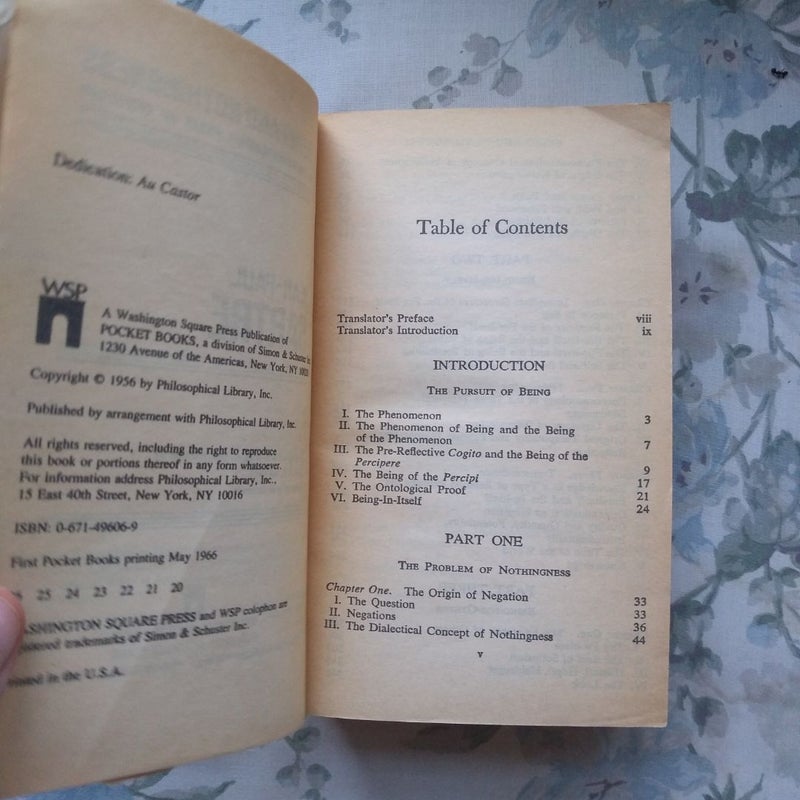 Dedication: Au Castor
WSP
A Washington Square Press Publication of
POCKET BOOKS, a division of Simon & Schuster
1230 Avenue of the Americas, New York, NY
Copyright © 1956 by Philosophical Library, Inc.
Published by arrangement with Philosophical Library, Inc.
All rights reserved, including the right to reproduce
this book or portions thereof in any form whatsoever.
For information address Philosophical Library, Inc.,
15 East 40th Street, New York, NY 10016
ISBN: 0-671-49606-9
First Pocket Books printing May 1966
25 24 23 22 21 20
WASHINGTON SQUARE PRESS and WSP colophon are
trademarks of Simon & Schuster Inc.
in the U.S.A.
Table of Contents
Translator's Preface viii
Translator's Introduction ix
INTRODUCTION
THE PURSUIT OF BEING
I. The Phenomenon 3
II. The Phenomenon of Being and the Being
of the Phenomenon 7
III. The Pre-Reflective Cogito and the Being of the
Percipere 9
IV. The Being of the Percipi 17
V. The Ontological Proof 21
VI. Being-In-Itself 24
PART ONE
THE PROBLEM OF NOTHINGNESS
Chapter One. The Origin of Negation 33
I. The Question 33
II. Negations 36
III. The Dialectical Concept of Nothingness 44
v